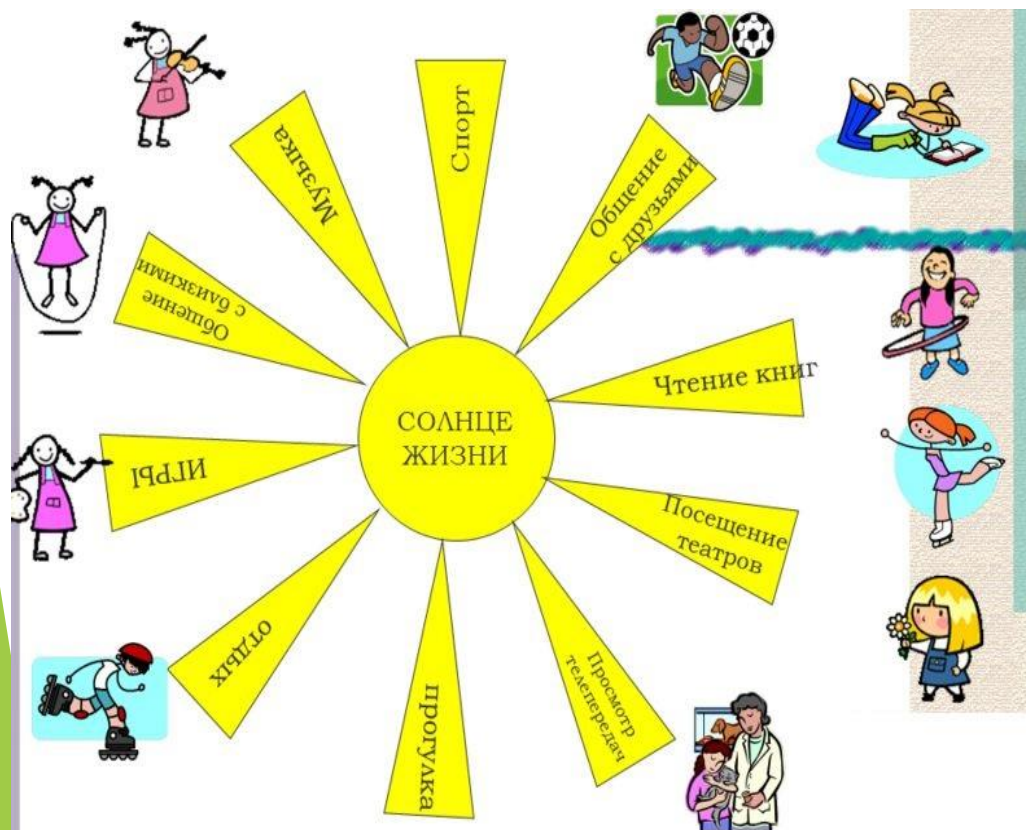 СОЛНЦЕ
ЖИЗНИ
Спорт
Общение
с друзьями
Чтение книг
Посещение
театров
Просмотр
телепередач
прогулка
отдых
ИГРЫ
Общение
с близкими
Музыка